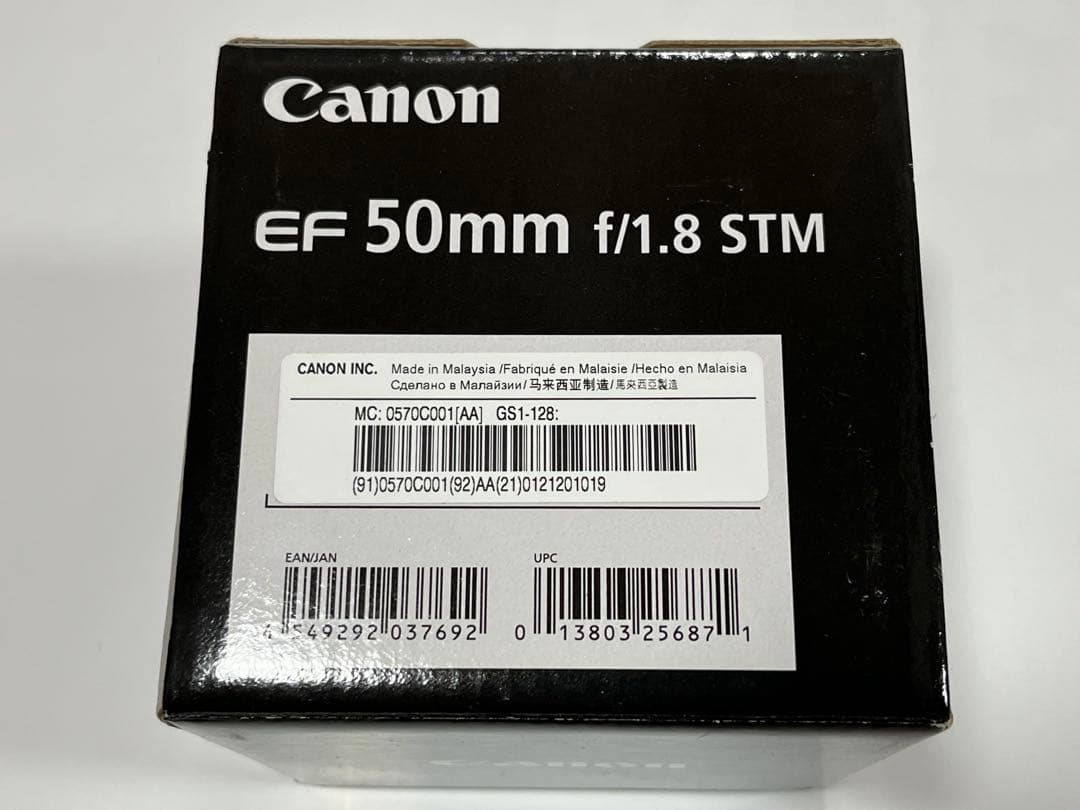 Canon
EF 50mm f/1.8 STM
CANON INC. Made in Malaysia /Fabriqué en Malaisie /Hecho en Malaisia
Сделано в Малайзии/马来西亚制造/馬來西亞製造
MC: 0570C001[AA] GS1-128:
(91)0570C001(92)AA(21)0121201019
EAN/JAN UPC
4 549292 037692 0 13803 25687 1
Canon